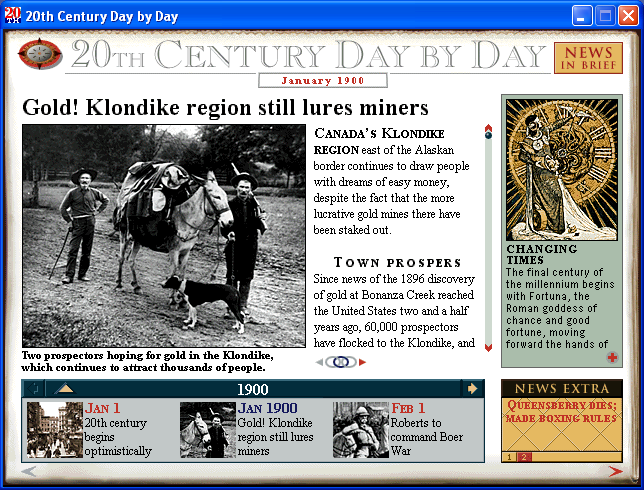 20TH
20th Century Day by Day
20TH CENTURY DAY BY DAY
NEWS
IN BRIEF
January 1900
Gold! Klondike region still lures miners
CANADA'S KLONDIKE
REGION east of the Alaskan
border continues to draw people
with dreams of easy money,
despite the fact that the more
lucrative gold mines there have
been staked out.
TOWN PROSPERS
Since news of the 1896 discovery
of gold at Bonanza Creek reached
the United States two and a half
years ago, 60,000 prospectors
have flocked to the Klondike, and
Two prospectors hoping for gold in the Klondike,
which continues to attract thousands of people.
CHANGING
TIMES
The final century of
the millennium begins
with Fortuna, the
Roman goddess of
chance and good
fortune, moving
forward the hands of
1900
JAN 1
20th century
begins
optimistically
JAN 1900
Gold! Klondike
region still lures
miners
FEB 1
Roberts to
command Boer
War
NEWS EXTRA
QUEENSBERRY DIES;
MADE BOXING RULES
1 2